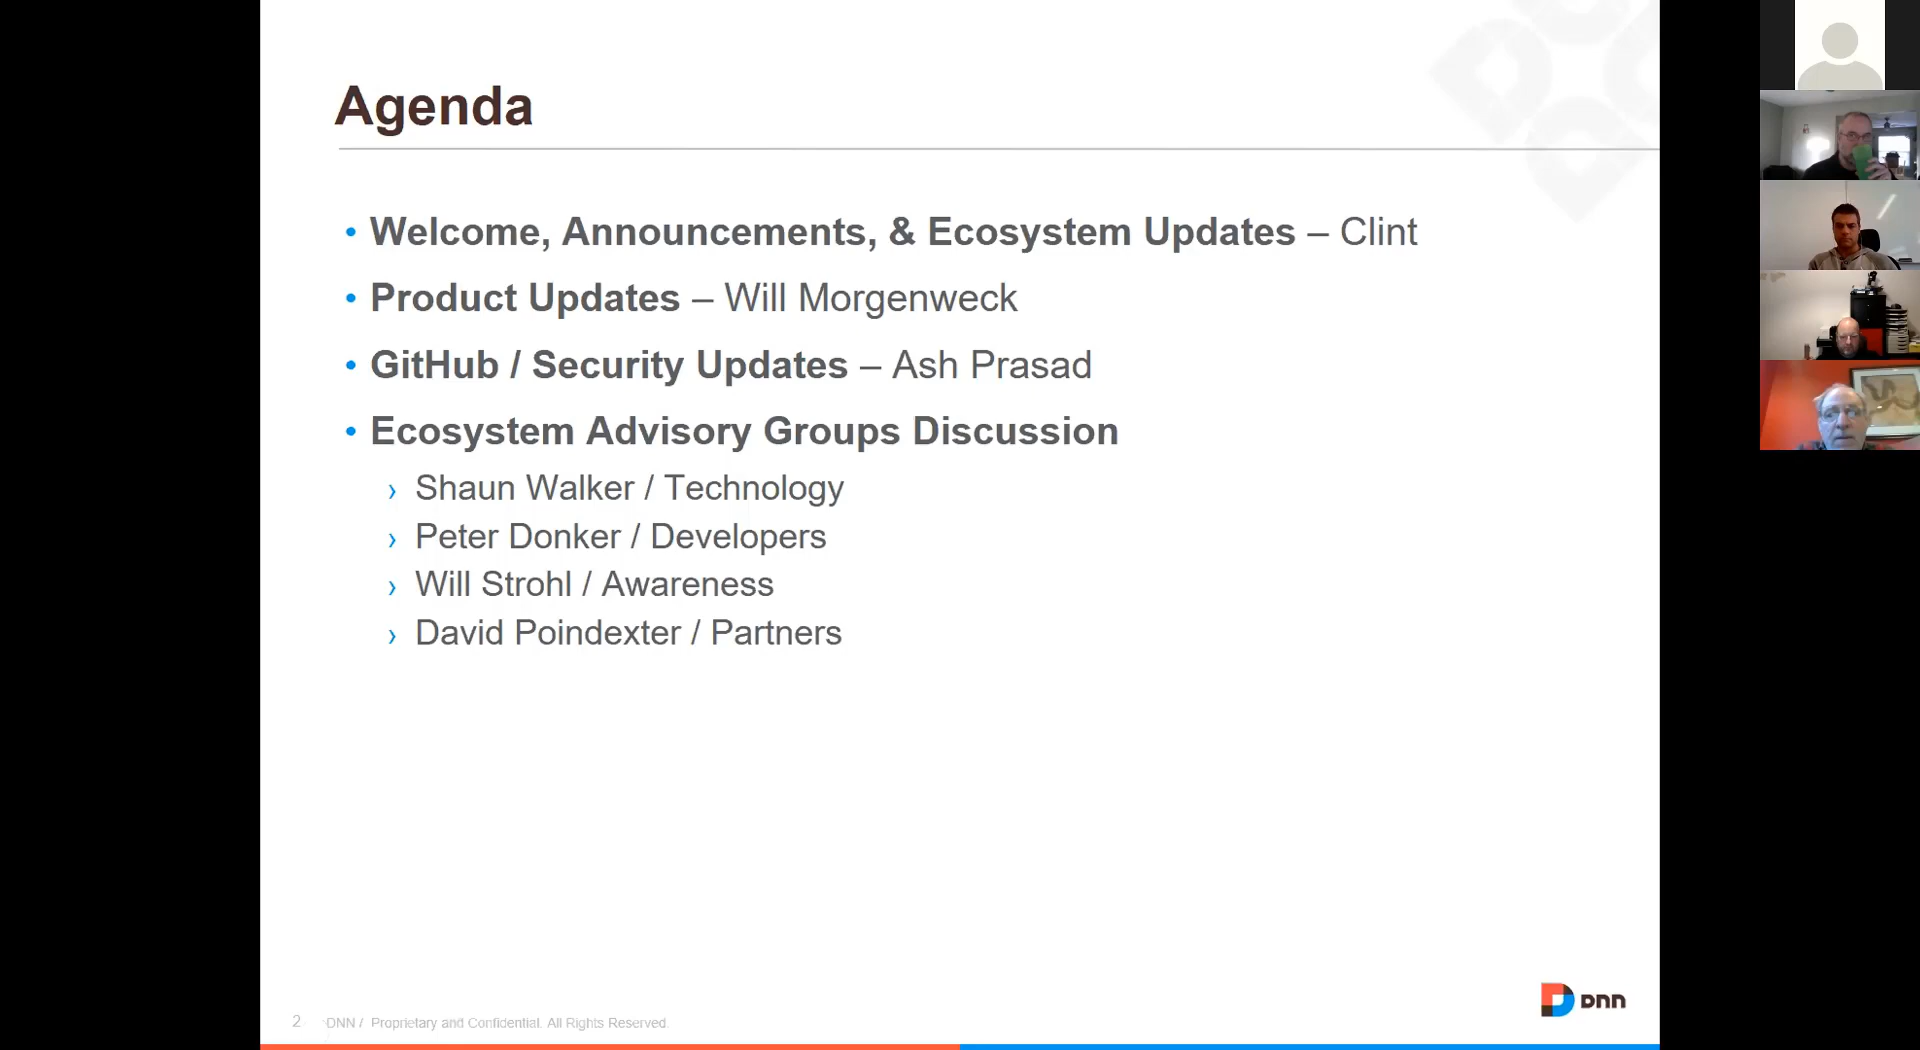 Agenda
• Welcome, Announcements, & Ecosystem Updates – Clint
• Product Updates – Will Morgenweck
• GitHub / Security Updates – Ash Prasad
• Ecosystem Advisory Groups Discussion
› Shaun Walker / Technology
› Peter Donker / Developers
› Will Strohl / Awareness
› David Poindexter / Partners
2 DNN / Proprietary and Confidential. All Rights Reserved.
DNN